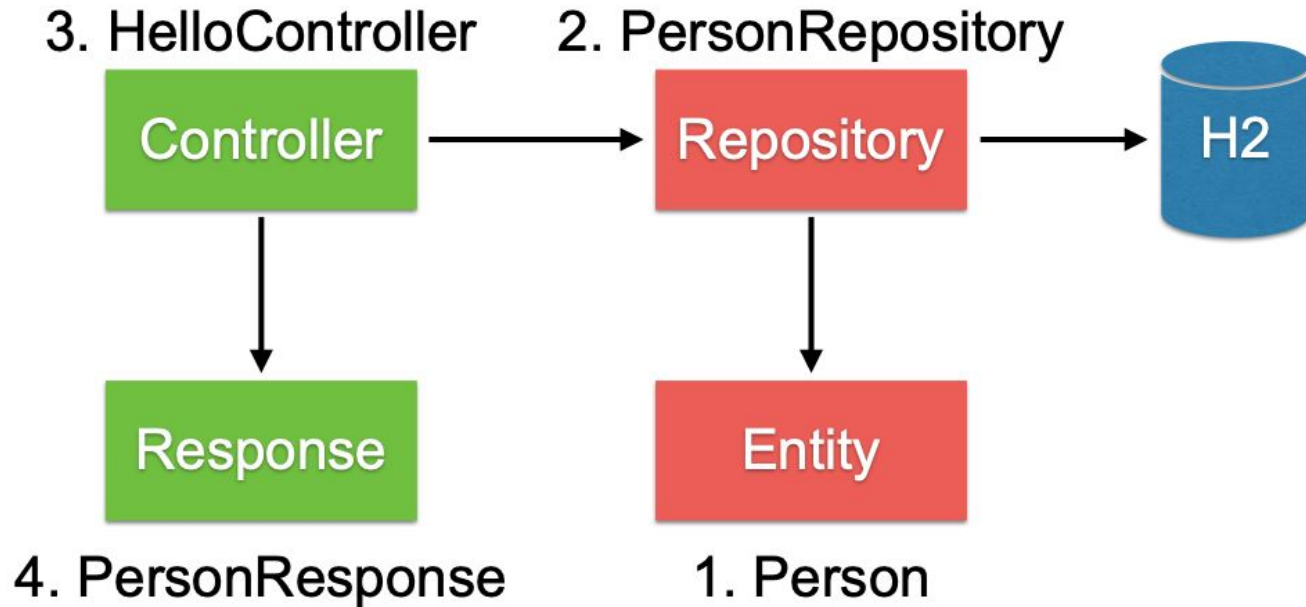 3. HelloController
2. PersonRepository
Controller
Repository
H2
Response
Entity
4. PersonResponse
1. Person